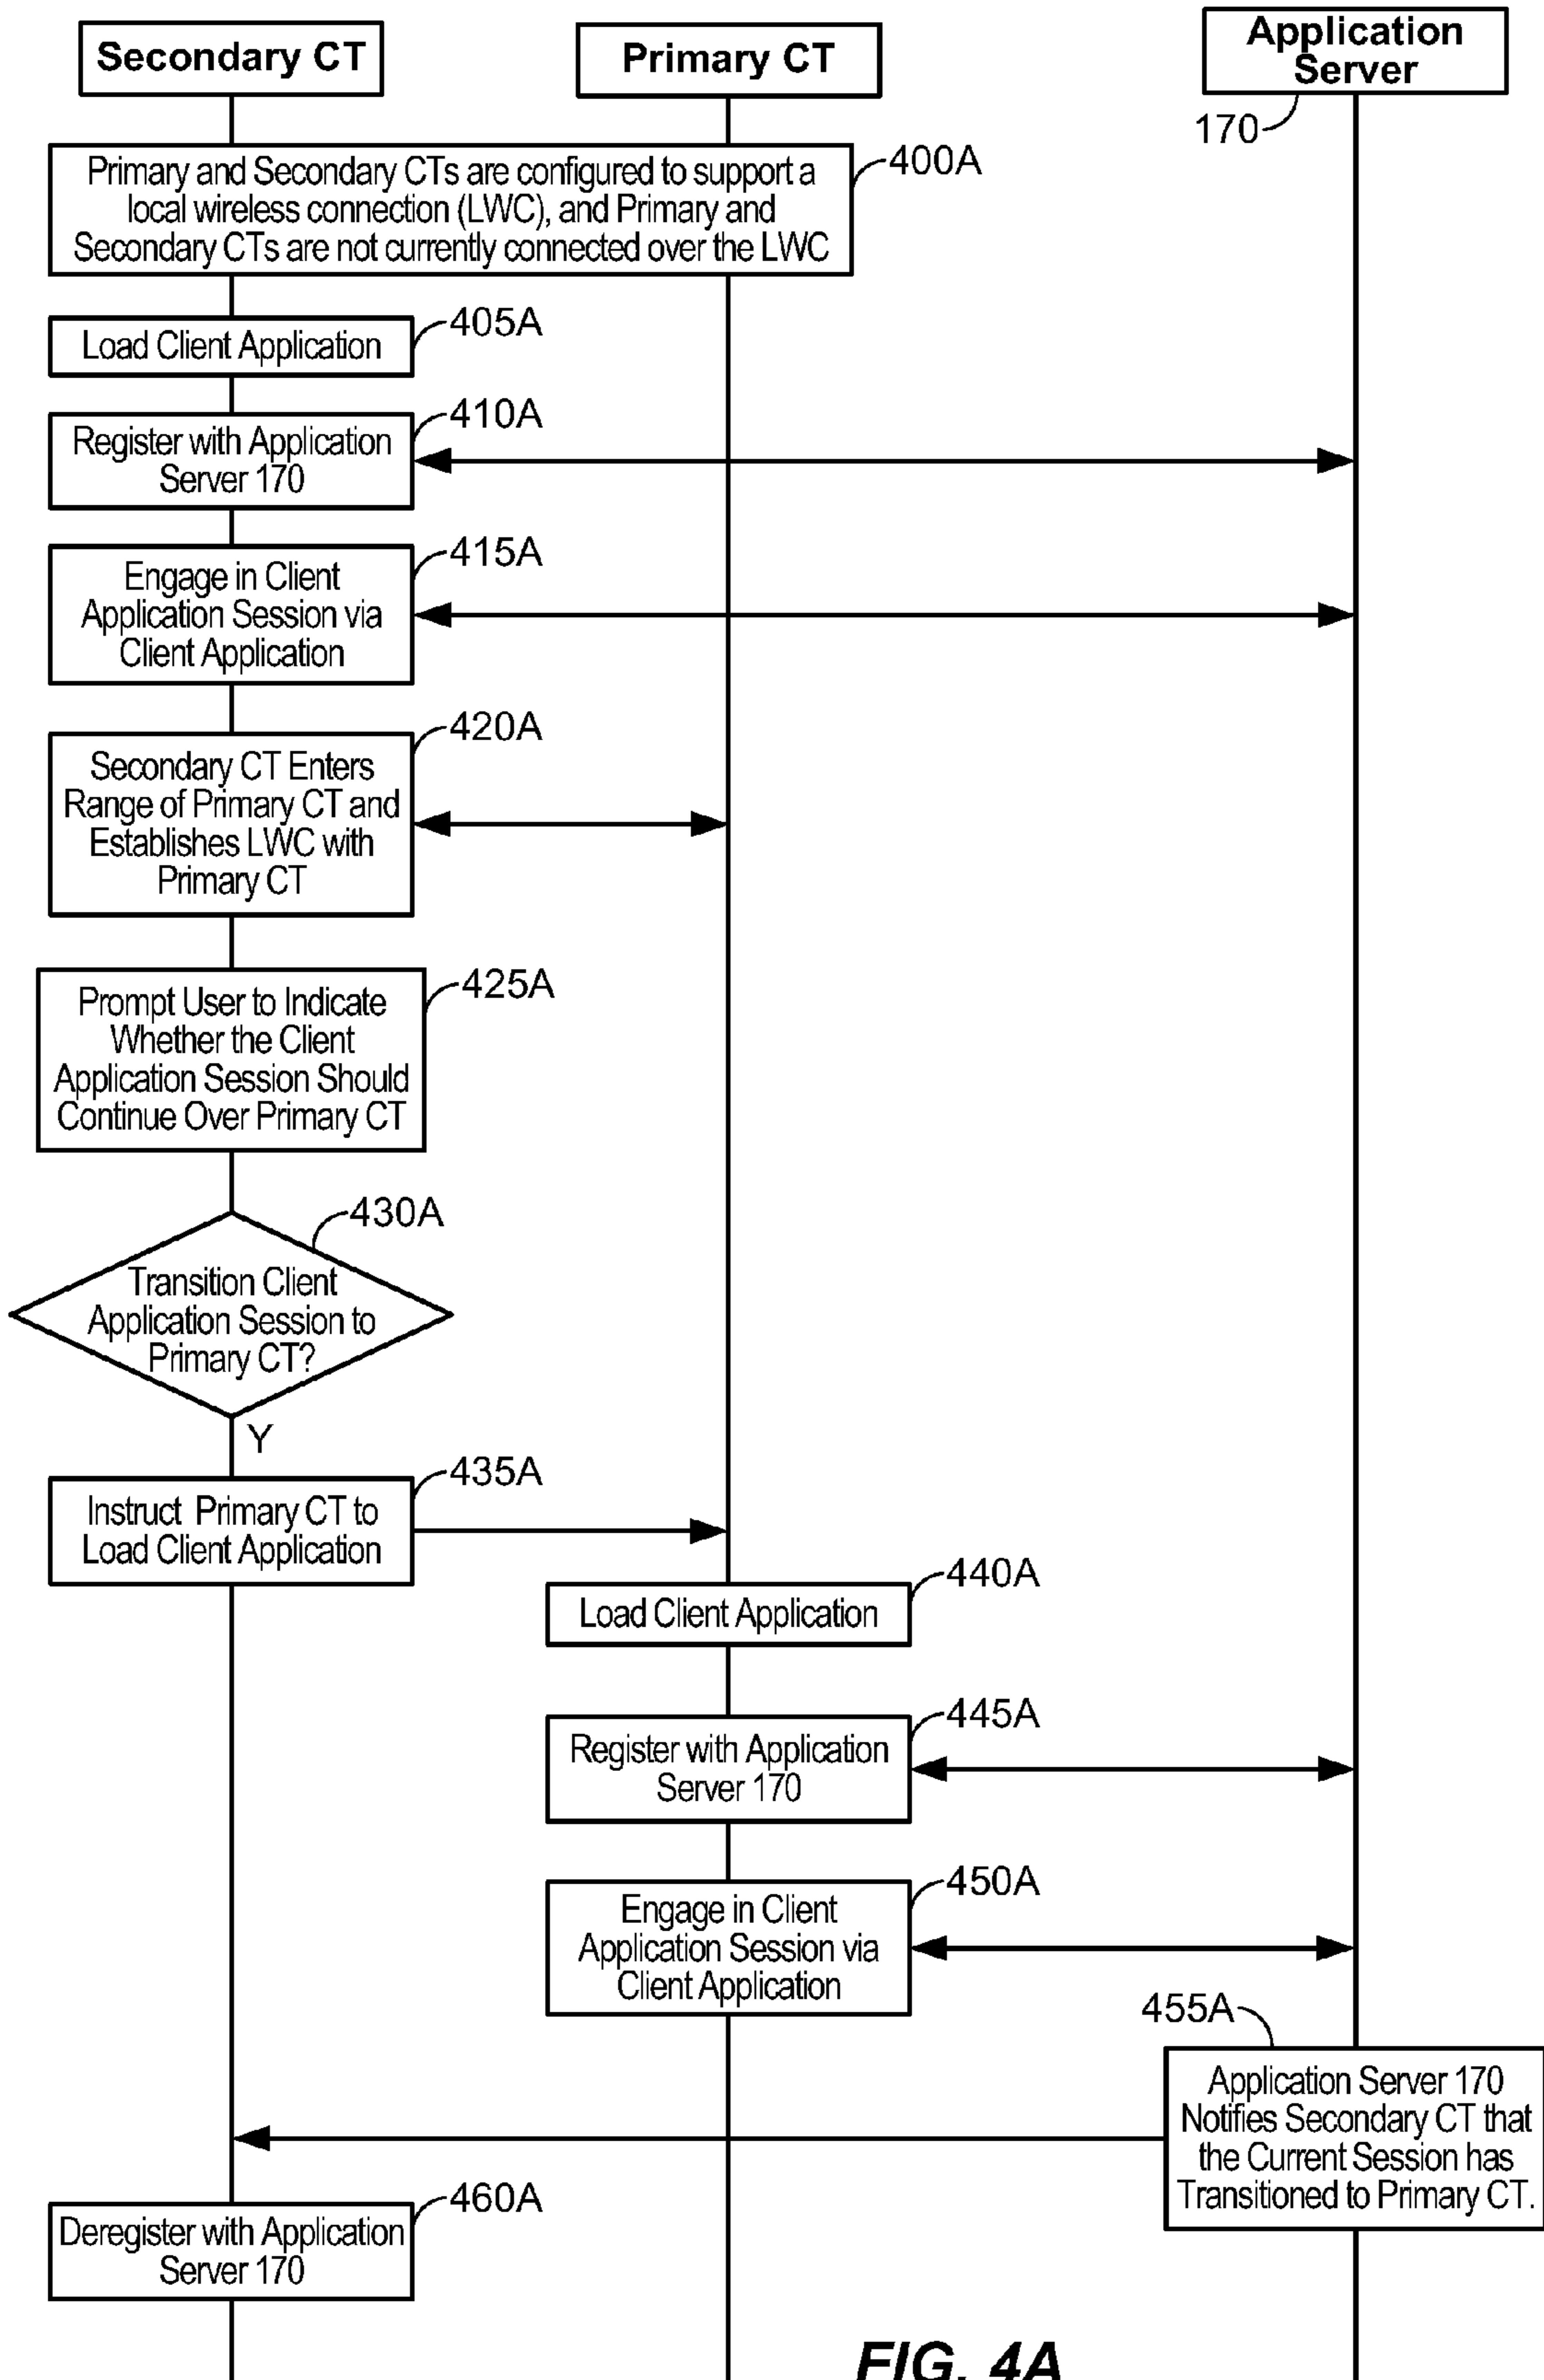 Secondary CT
Primary CT
Application
Server
170
Primary and Secondary CTs are configured to support a
local wireless connection (LWC), and Primary and
Secondary CTs are not currently connected over the LWC
400A
Load Client Application
405A
Register with Application
Server 170
410A
Engage in Client
Application Session via
Client Application
415A
Secondary CT Enters
Range of Primary CT and
Establishes LWC with
Primary CT
420A
Prompt User to Indicate
Whether the Client
Application Session Should
Continue Over Primary CT
425A
Transition Client
Application Session to
Primary CT?
430A
Y
Instruct Primary CT to
Load Client Application
435A
Load Client Application
440A
Register with Application
Server 170
445A
Engage in Client
Application Session via
Client Application
450A
455A
Application Server 170
Notifies Secondary CT that
the Current Session has
Transitioned to Primary CT.
Deregister with Application
Server 170
460A
FIG. 4A